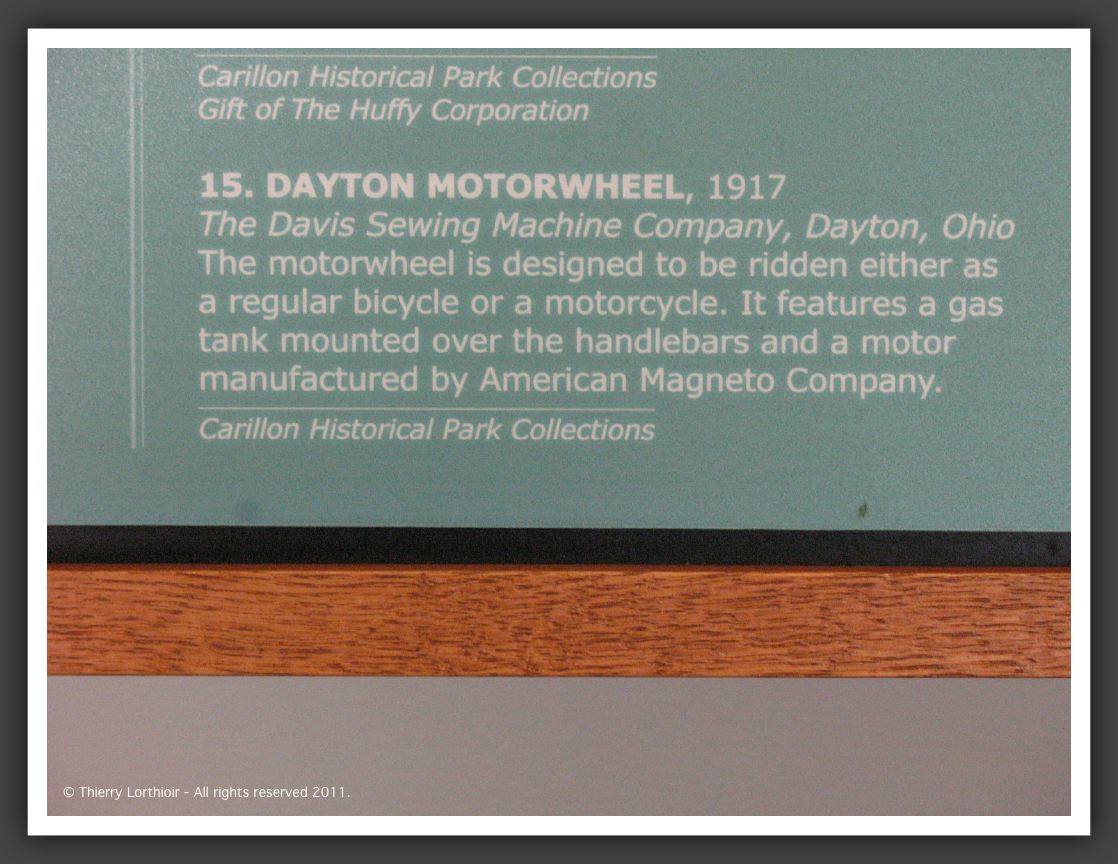 Carillon Historical Park Collections
Gift of The Huffy Corporation
15. DAYTON MOTORWHEEL, 1917
The Davis Sewing Machine Company, Dayton, Ohio
The motorwheel is designed to be ridden either as
a regular bicycle or a motorcycle. It features a gas
tank mounted over the handlebars and a motor
manufactured by American Magneto Company.
Carillon Historical Park Collections
© Thierry Lorthioir - All rights reserved 2011.